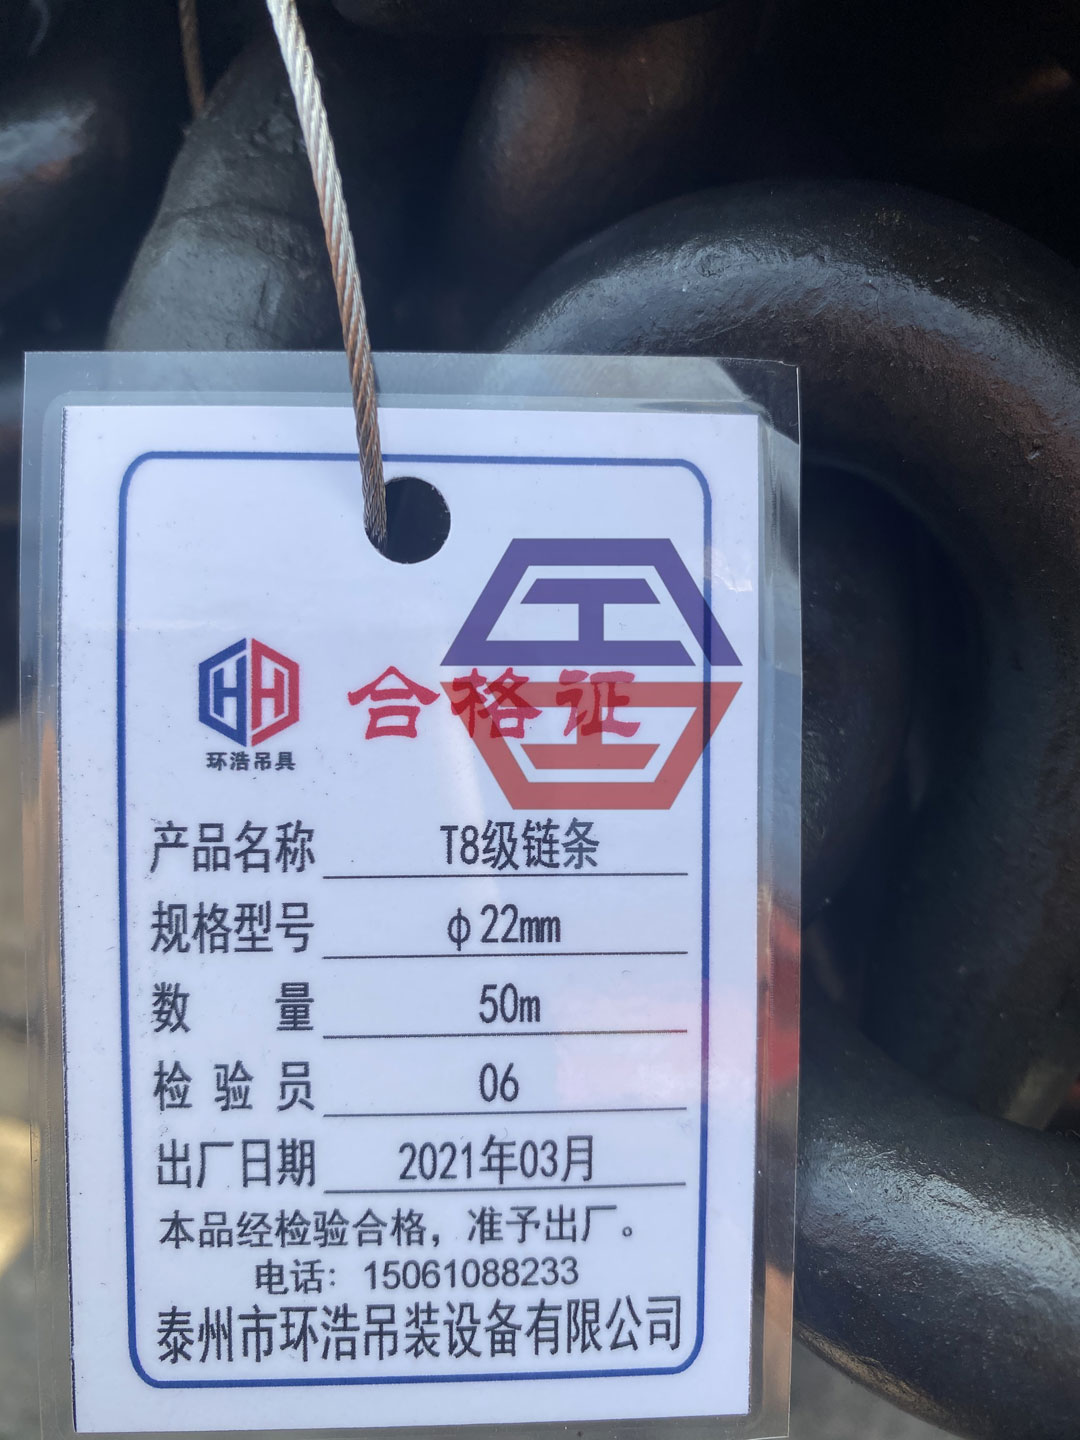 合格证
环浩吊具
产品名称 T8级链条
规格型号 φ22mm
数量 50m
检验员 06
出厂日期 2021年03月
本品经检验合格，准予出厂。
电话：15061088233
泰州市环浩吊装设备有限公司